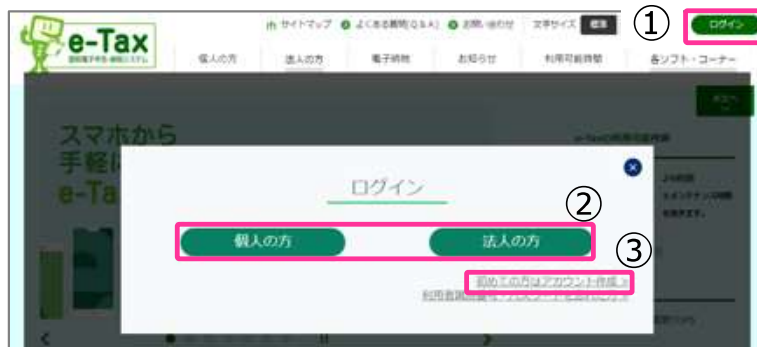 e-Tax
国税電子申告・納税システム
サイトマップ よくある質問(Q&A) お問い合わせ 文字サイズ 標準
① ログイン
個人の方 法人の方 電子納税 お知らせ 利用可能時間 各ソフト・コーナー
スマホから
手軽に
e-Ta
ログイン
②
個人の方 法人の方
③
初めての方はアカウント作成 >